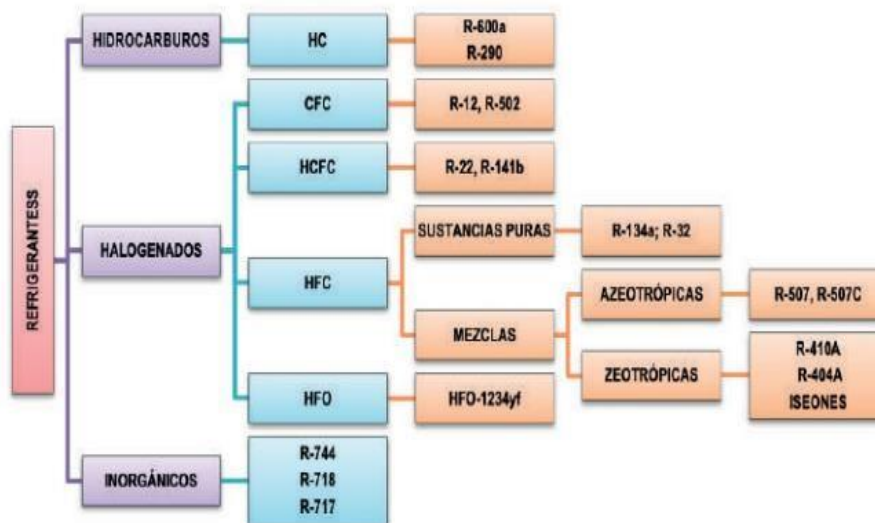 REFRIGERANTESS
HIDROCARBUROS
HC
R-600a
R-290
HALOGENADOS
CFC
R-12, R-502
HCFC
R-22, R-141b
HFC
SUSTANCIAS PURAS
R-134a; R-32
MEZCLAS
AZEOTRÓPICAS
R-507, R-507C
ZEOTRÓPICAS
R-410A
R-404A
ISEONES
HFO
HFO-1234yf
INORGÁNICOS
R-744
R-718
R-717